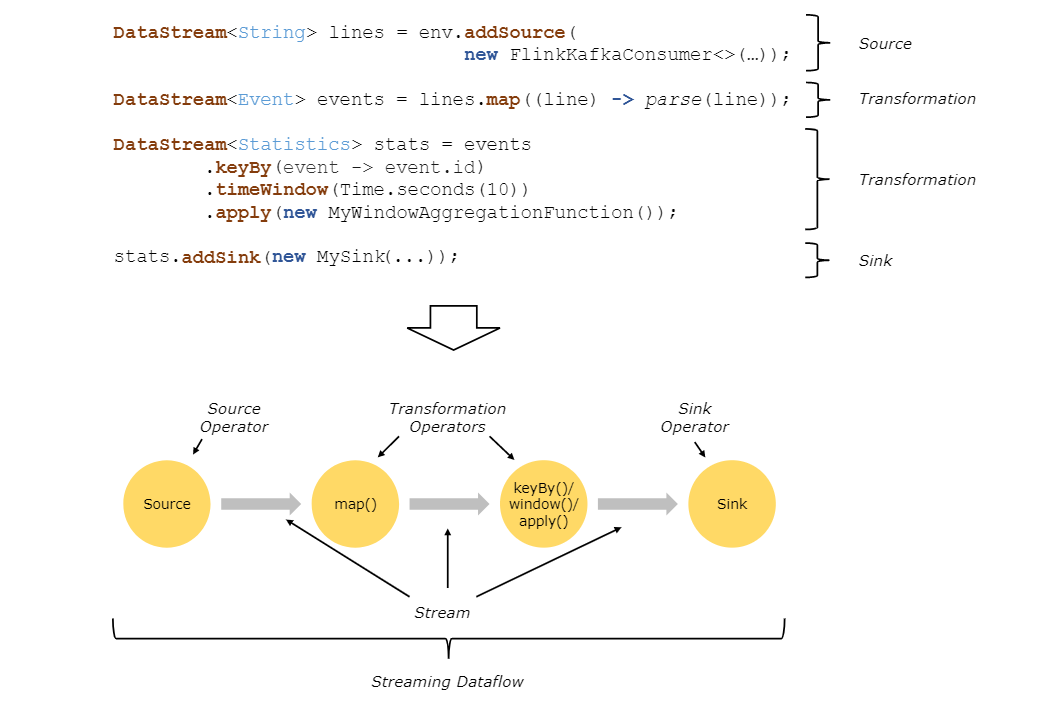 DataStream<String> lines = env.addSource(
new FlinkKafkaConsumer<>(…));
Source
DataStream<Event> events = lines.map((line) -> parse(line));
Transformation
DataStream<Statistics> stats = events
.keyBy(event -> event.id)
.timeWindow(Time.seconds(10))
.apply(new MyWindowAggregationFunction());
Transformation
stats.addSink(new MySink(...));
Sink
Source
Operator
Transformation
Operators
Sink
Operator
Source
map()
keyBy()/
window()/
apply()
Sink
Stream
Streaming Dataflow